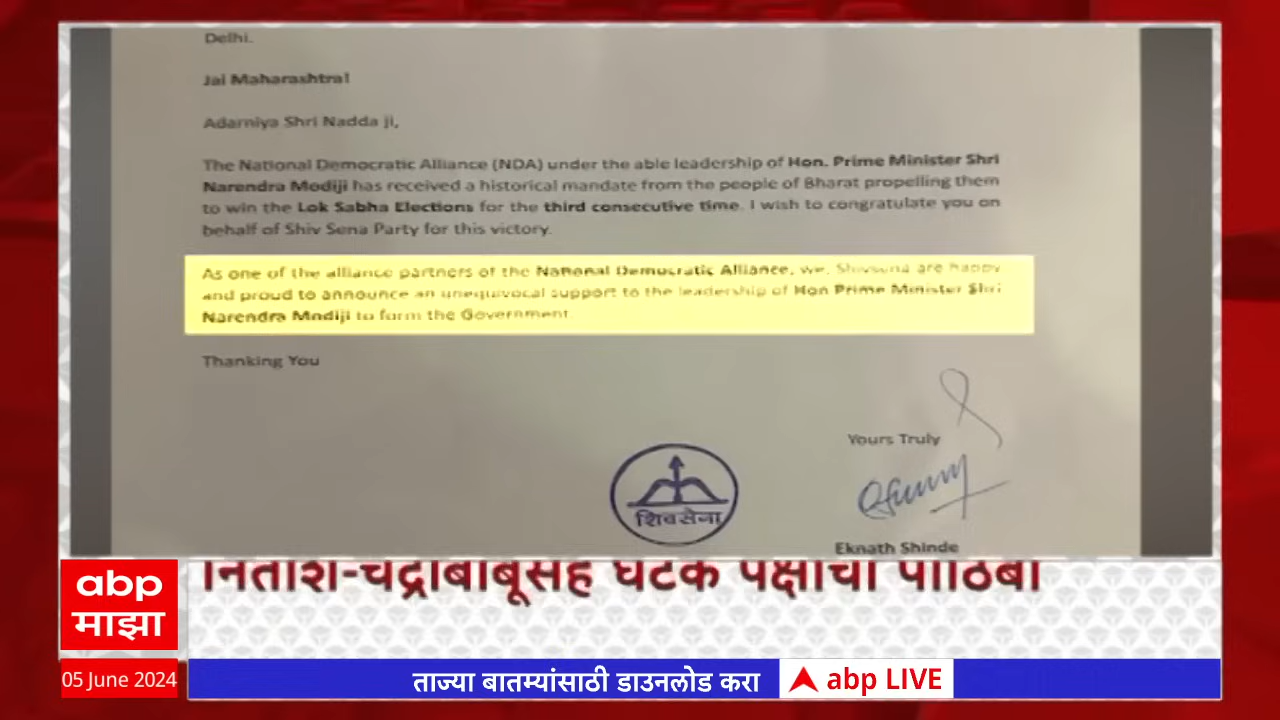 Delhi.
Jai Maharashtra!
Adarniya Shri Nadda ji,
The National Democratic Alliance (NDA) under the able leadership of Hon. Prime Minister Shri
Narendra Modiji has received a historical mandate from the people of Bharat propelling them
to win the Lok Sabha Elections for the third consecutive time. I wish to congratulate you on
behalf of Shiv Sena Party for this victory.
As one of the alliance partners of the National Democratic Alliance, we, Shivsena are happy
and proud to announce an unequivocal support to the leadership of Hon Prime Minister Shri
Narendra Modiji to form the Government
Thanking You
Yours Truly
शिवसेना
Eknath Shinde
नितीश-चंद्राबाबूंसह घटक पक्षांचा पाठिंबा
abp
माझा
05 June 2024
ताज्या बातम्यांसाठी डाउनलोड करा
abp LIVE